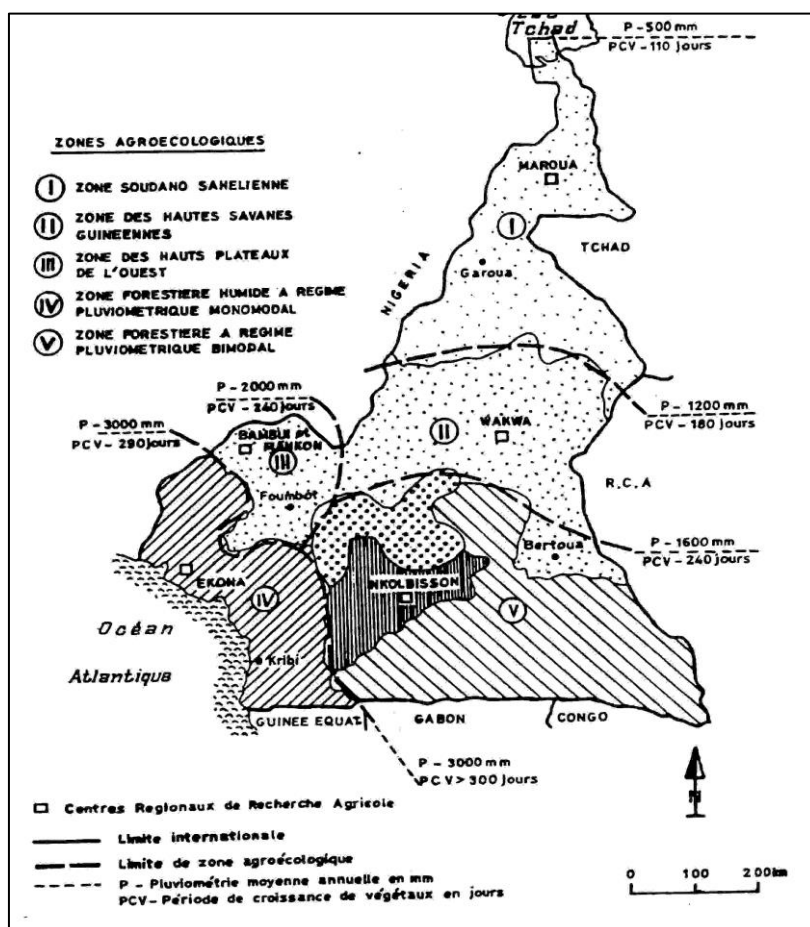 Tchad
P - 500 mm
PCV - 110 jours
ZONES AGROECOLOGIQUES
I ZONE SOUDANO SAHELIENNE
II ZONE DES HAUTES SAVANES
GUINEENNES
III ZONE DES HAUTS PLATEAUX
DE L'OUEST
IV ZONE FORESTIERE HUMIDE A REGIME
PLUVIOMETRIQUE MONOMODAL
V ZONE FORESTIERE A REGIME
PLUVIOMETRIQUE BIMODAL
MAROUA
I
TCHAD
Garoua
NIGERIA
P - 2000 mm
PCV - 240 jours
P - 3000 mm
PCV - 290 jours
P - 1200 mm
PCV - 180 jours
BAMBUI et
MANKON
III
Foumbot
II
WAKWA
R.C.A
P - 1600 mm
PCV - 240 jours
Bertoua
EKONA
NKOLBISSON
IV
V
Océan
Atlantique
Kribi
GUINEE EQUAT.
GABON
CONGO
P - 3000 mm
PCV > 300 jours
N
Centres Regionaux de Recherche Agricole
Limite internationale
Limite de zone agroécologique
P - Pluviométrie moyenne annuelle en mm
PCV - Période de croissance de végétaux en jours
0 100 200km